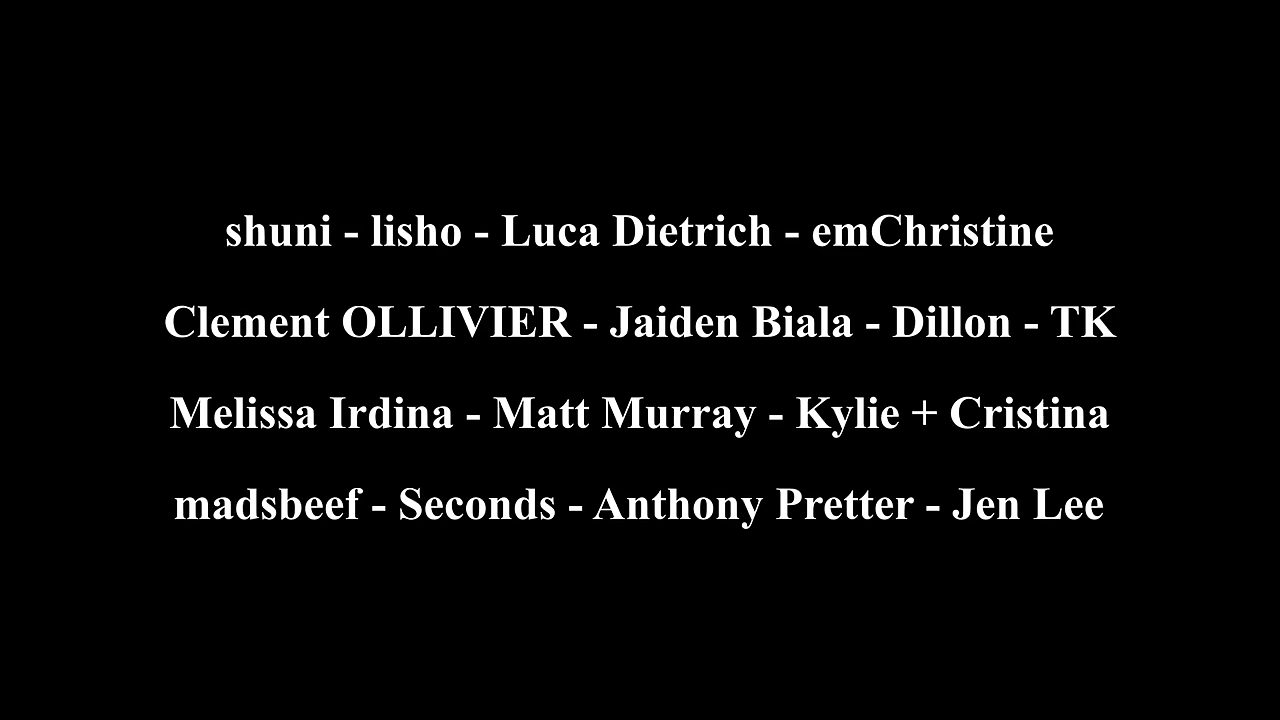 shuni - lisho - Luca Dietrich - emChristine
Clement OLLIVIER - Jaiden Biala - Dillon - TK
Melissa Irdina - Matt Murray - Kylie + Cristina
madsbeef - Seconds - Anthony Pretter - Jen Lee